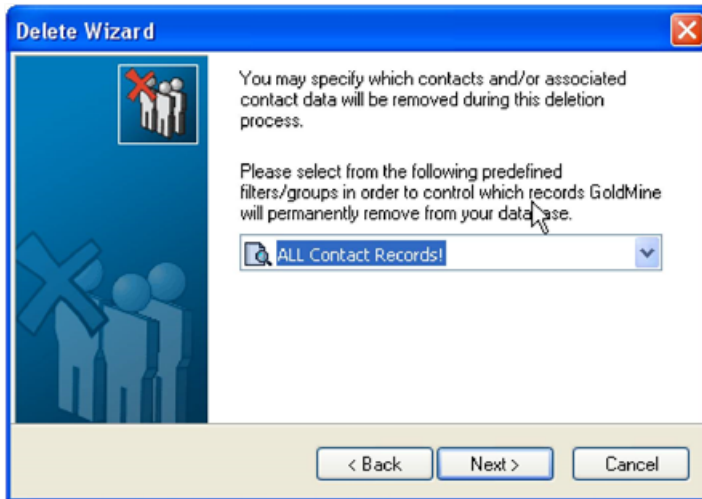 Delete Wizard
You may specify which contacts and/or associated
contact data will be removed during this deletion
process.
Please select from the following predefined
filters/groups in order to control which records GoldMine
will permanently remove from your database.
ALL Contact Records!
< Back
Next >
Cancel